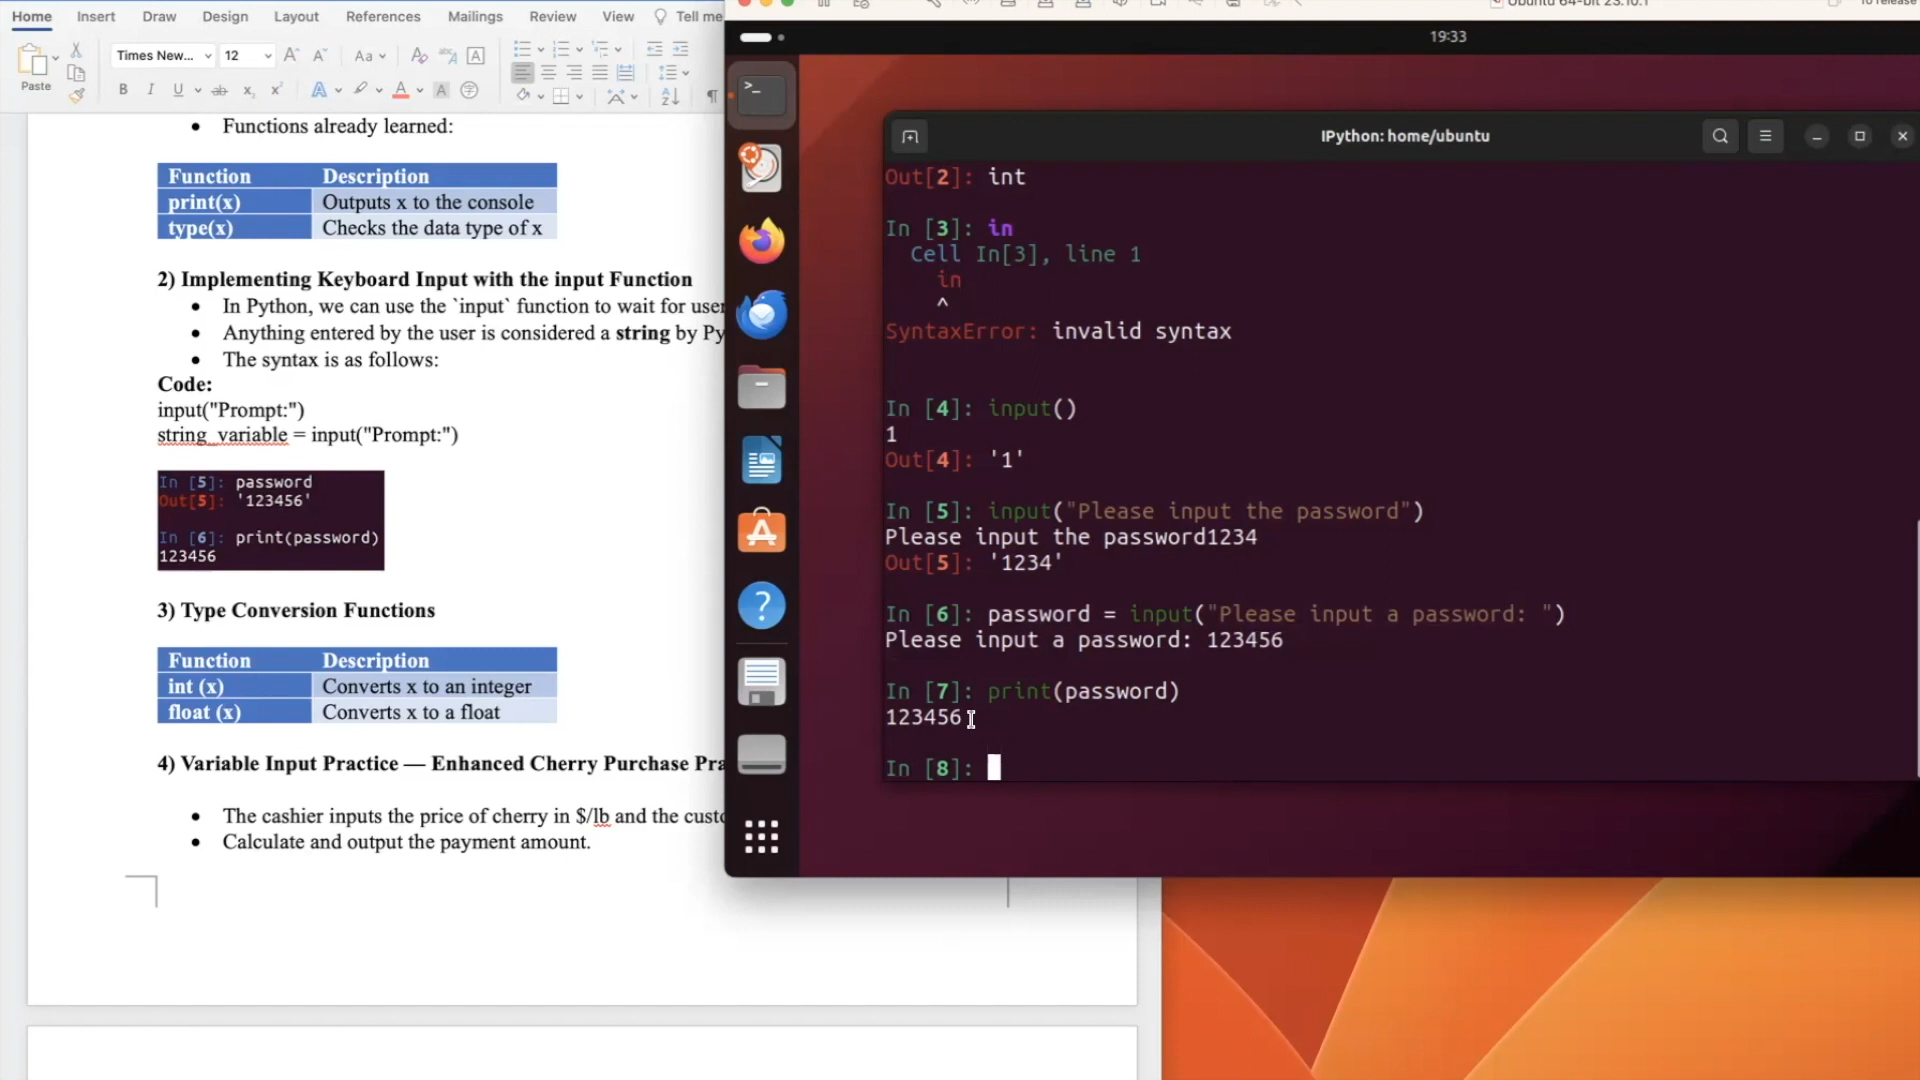 Home Insert Draw Design Layout References Mailings Review View Tell me
Paste
Times New... 12
Functions already learned:
Function Description
print(x) Outputs x to the console
type(x) Checks the data type of x
2) Implementing Keyboard Input with the input Function
In Python, we can use the `input` function to wait for user
Anything entered by the user is considered a string by Py
The syntax is as follows:
Code:
input("Prompt:")
string_variable = input("Prompt:")
In [5]: password
Out[5]: '123456'
In [6]: print(password)
123456
3) Type Conversion Functions
Function Description
int (x) Converts x to an integer
float (x) Converts x to a float
4) Variable Input Practice — Enhanced Cherry Purchase Pra
The cashier inputs the price of cherry in $/lb and the custo
Calculate and output the payment amount.
Ubuntu 64-bit 23.10.1
To release
19:33
IPython: home/ubuntu
Out[2]: int
In [3]: in
Cell In[3], line 1
in
^
SyntaxError: invalid syntax
In [4]: input()
1
Out[4]: '1'
In [5]: input("Please input the password")
Please input the password1234
Out[5]: '1234'
In [6]: password = input("Please input a password: ")
Please input a password: 123456
In [7]: print(password)
123456
In [8]: